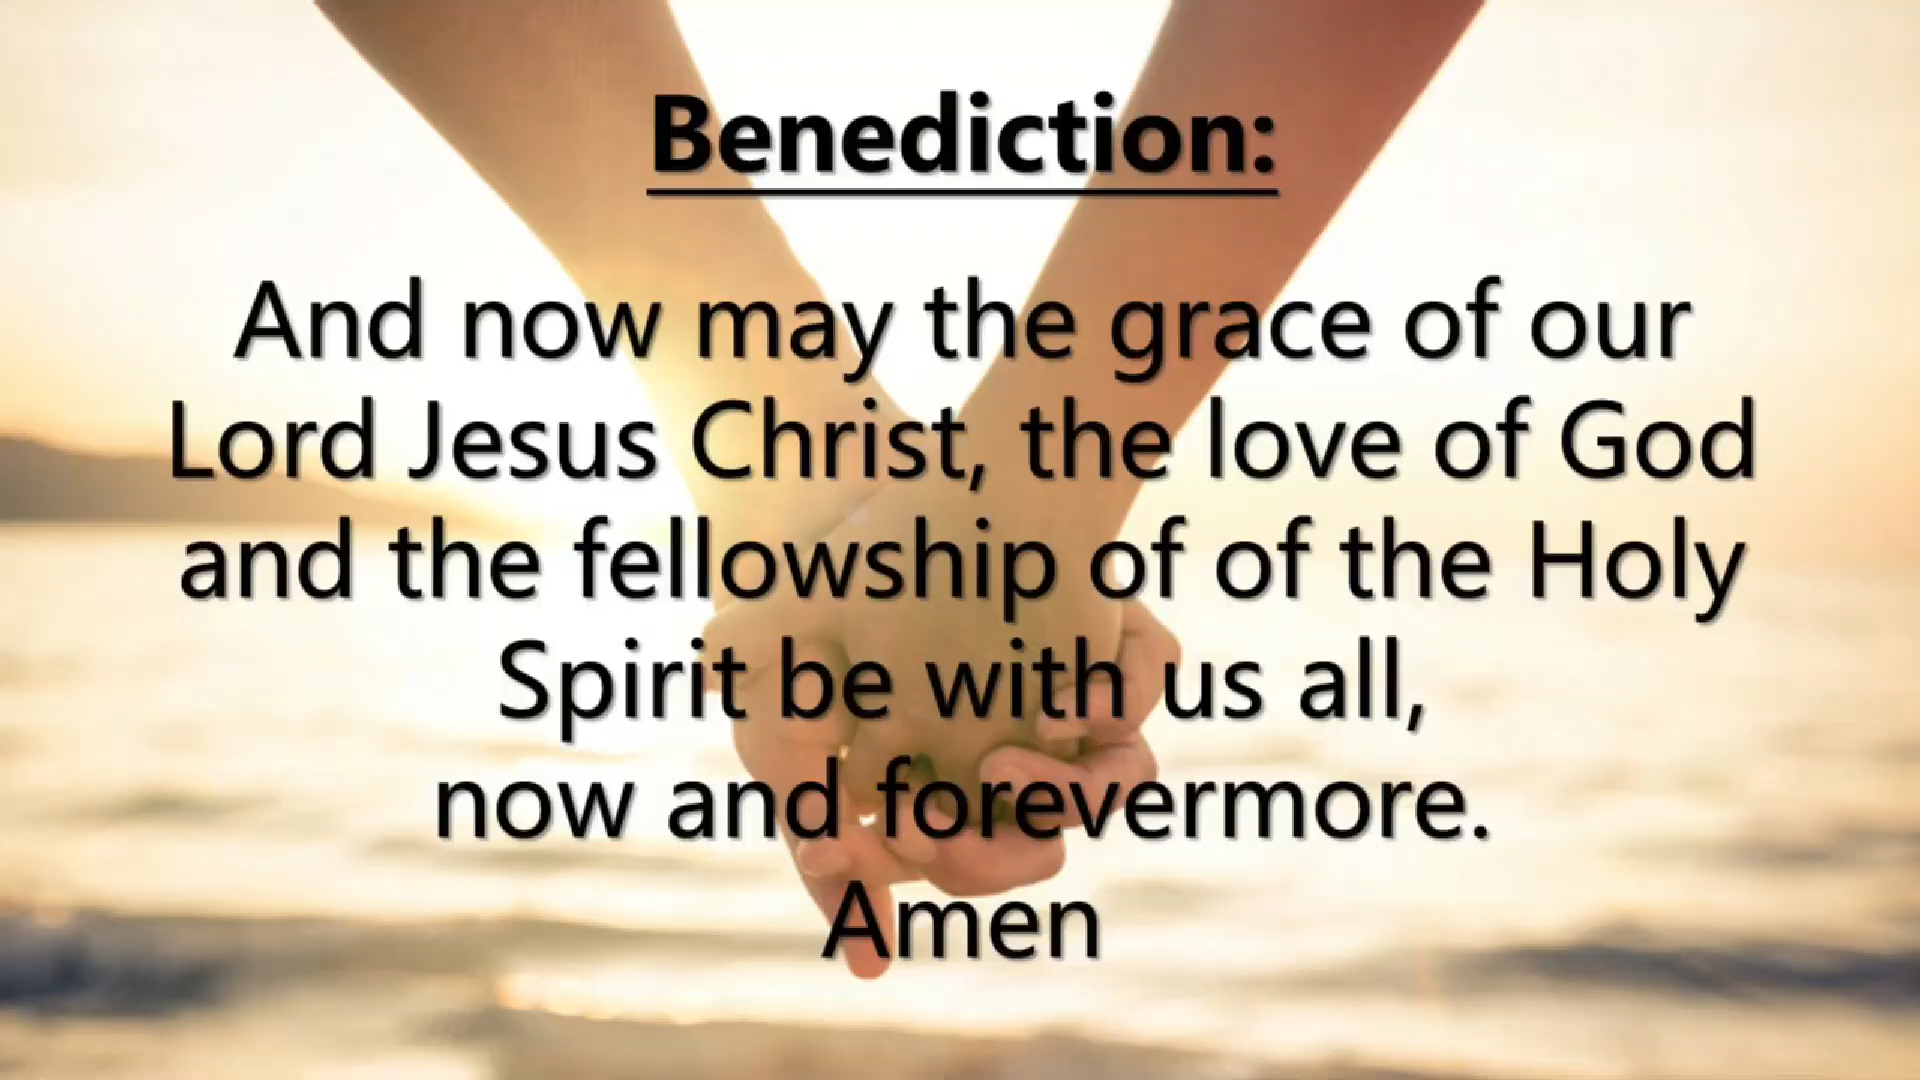 Benediction:
And now may the grace of our
Lord Jesus Christ, the love of God
and the fellowship of of the Holy
Spirit be with us all,
now and forevermore.
Amen